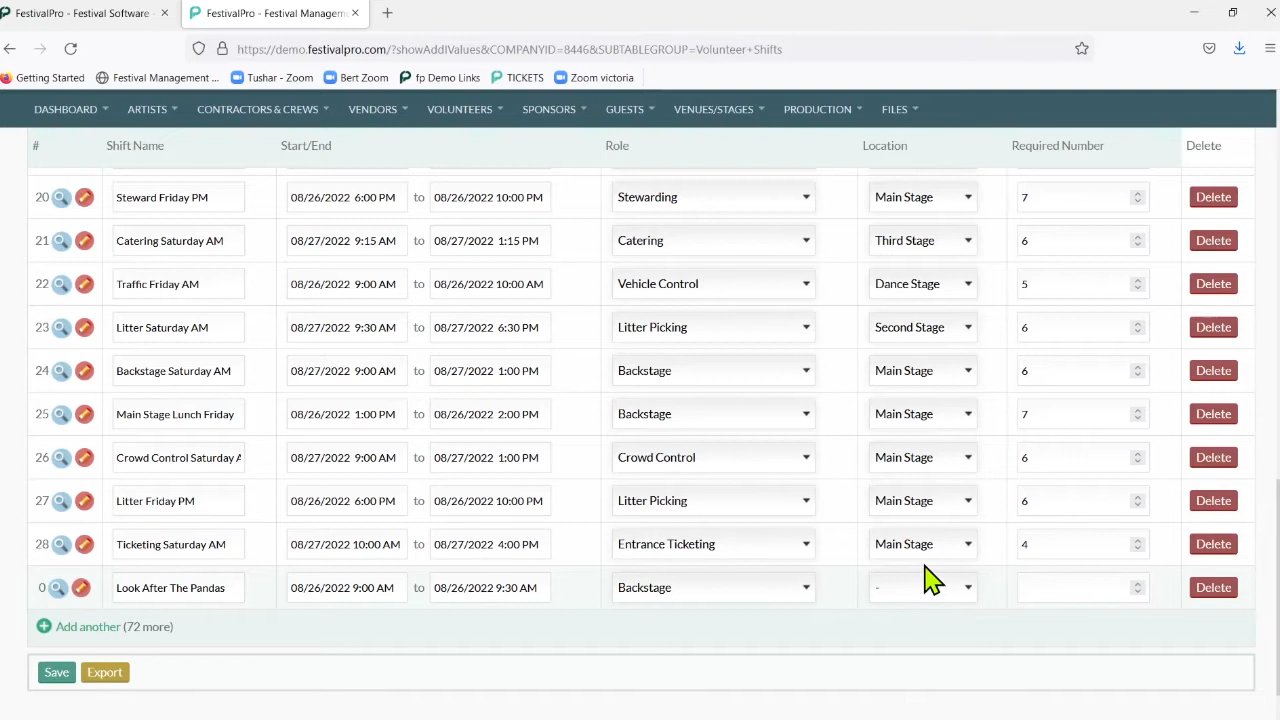 FestivalPro - Festival Software -
FestivalPro - Festival Managemen
https://demo.festivalpro.com/?showAddlValues&COMPANYID=8446&SUBTABLEGROUP=Volunteer+Shifts
Getting Started Festival Management ... Tushar - Zoom Bert Zoom fp Demo Links TICKETS Zoom victoria
DASHBOARD ARTISTS CONTRACTORS & CREWS VENDORS VOLUNTEERS SPONSORS GUESTS VENUES/STAGES PRODUCTION FILES
# Shift Name Start/End Role Location Required Number Delete
20 Steward Friday PM 08/26/2022 6:00 PM to 08/26/2022 10:00 PM Stewarding Main Stage 7 Delete
21 Catering Saturday AM 08/27/2022 9:15 AM to 08/27/2022 1:15 PM Catering Third Stage 6 Delete
22 Traffic Friday AM 08/26/2022 9:00 AM to 08/26/2022 10:00 AM Vehicle Control Dance Stage 5 Delete
23 Litter Saturday AM 08/27/2022 9:30 AM to 08/27/2022 6:30 PM Litter Picking Second Stage 6 Delete
24 Backstage Saturday AM 08/27/2022 9:00 AM to 08/27/2022 1:00 PM Backstage Main Stage 6 Delete
25 Main Stage Lunch Friday 08/26/2022 1:00 PM to 08/26/2022 2:00 PM Backstage Main Stage 7 Delete
26 Crowd Control Saturday A 08/27/2022 9:00 AM to 08/27/2022 1:00 PM Crowd Control Main Stage 6 Delete
27 Litter Friday PM 08/26/2022 6:00 PM to 08/26/2022 10:00 PM Litter Picking Main Stage 6 Delete
28 Ticketing Saturday AM 08/27/2022 10:00 AM to 08/27/2022 4:00 PM Entrance Ticketing Main Stage 4 Delete
0 Look After The Pandas 08/26/2022 9:00 AM to 08/26/2022 9:30 AM Backstage - Delete
Add another (72 more)
Save Export